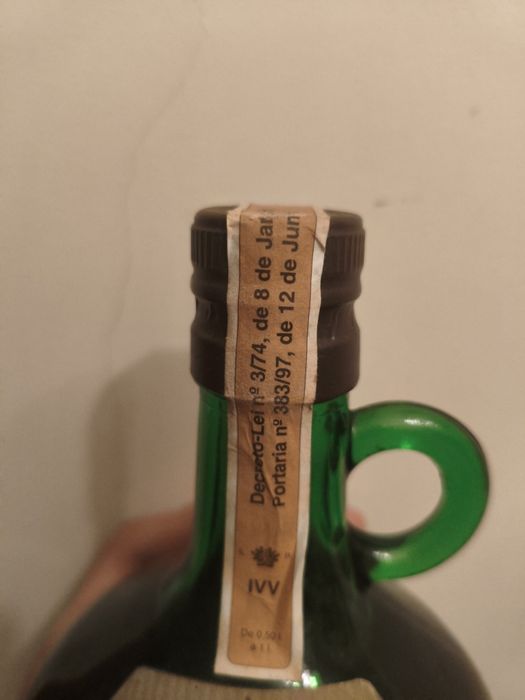 Decreto-Lei nº 3/74, de 8 de Jan
Portaria nº 383/97, de 12 de Jun
IVV
De 0,50 l
a 1 l